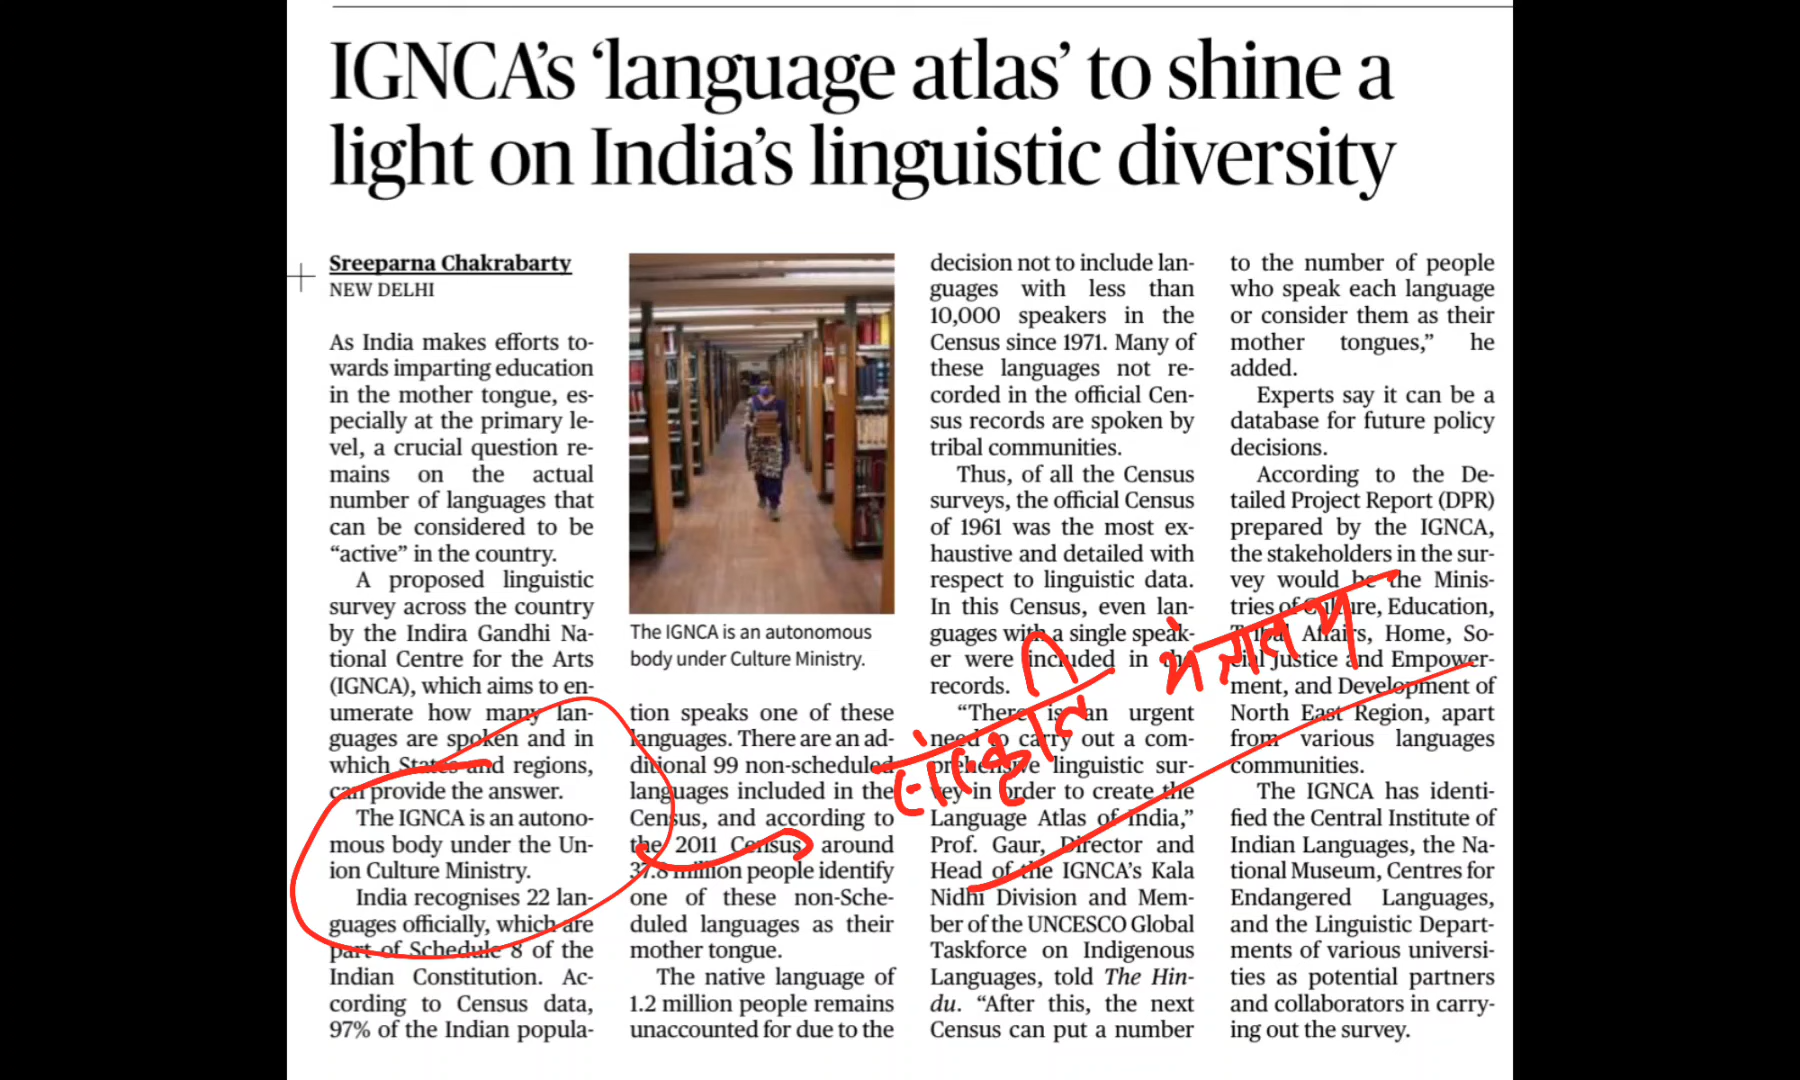 IGNCA's 'language atlas' to shine a
light on India's linguistic diversity
Sreeparna Chakrabarty
NEW DELHI
As India makes efforts to-
wards imparting education
in the mother tongue, es-
pecially at the primary le-
vel, a crucial question re-
mains on the actual
number of languages that
can be considered to be
“active” in the country.
A proposed linguistic
survey across the country
by the Indira Gandhi Na-
tional Centre for the Arts
(IGNCA), which aims to en-
umerate how many lan-
guages are spoken and in
which States and regions,
can provide the answer.
The IGNCA is an autono-
mous body under the Un-
ion Culture Ministry.
India recognises 22 lan-
guages officially, which are
part of Schedule 8 of the
Indian Constitution. Ac-
cording to Census data,
97% of the Indian popula-
The IGNCA is an autonomous
body under Culture Ministry.
tion speaks one of these
languages. There are an ad-
ditional 99 non-scheduled
languages included in the
Census, and according to
the 2011 Census, around
37.8 million people identify
one of these non-Sche-
duled languages as their
mother tongue.
The native language of
1.2 million people remains
unaccounted for due to the
decision not to include lan-
guages with less than
10,000 speakers in the
Census since 1971. Many of
these languages not re-
corded in the official Cen-
sus records are spoken by
tribal communities.
Thus, of all the Census
surveys, the official Census
of 1961 was the most ex-
haustive and detailed with
respect to linguistic data.
In this Census, even lan-
guages with a single speak-
er were included in the
records.
“There is an urgent
need to carry out a com-
prehensive linguistic sur-
vey in order to create the
Language Atlas of India,”
Prof. Gaur, Director and
Head of the IGNCA's Kala
Nidhi Division and Mem-
ber of the UNCESCO Global
Taskforce on Indigenous
Languages, told The Hin-
du. “After this, the next
Census can put a number
to the number of people
who speak each language
or consider them as their
mother tongues,” he
added.
Experts say it can be a
database for future policy
decisions.
According to the De-
tailed Project Report (DPR)
prepared by the IGNCA,
the stakeholders in the sur-
vey would be the Minis-
tries of Culture, Education,
Tribal Affairs, Home, So-
cial Justice and Empower-
ment, and Development of
North East Region, apart
from various languages
communities.
The IGNCA has identi-
fied the Central Institute of
Indian Languages, the Na-
tional Museum, Centres for
Endangered Languages,
and the Linguistic Depart-
ments of various universi-
ties as potential partners
and collaborators in carry-
ing out the survey.